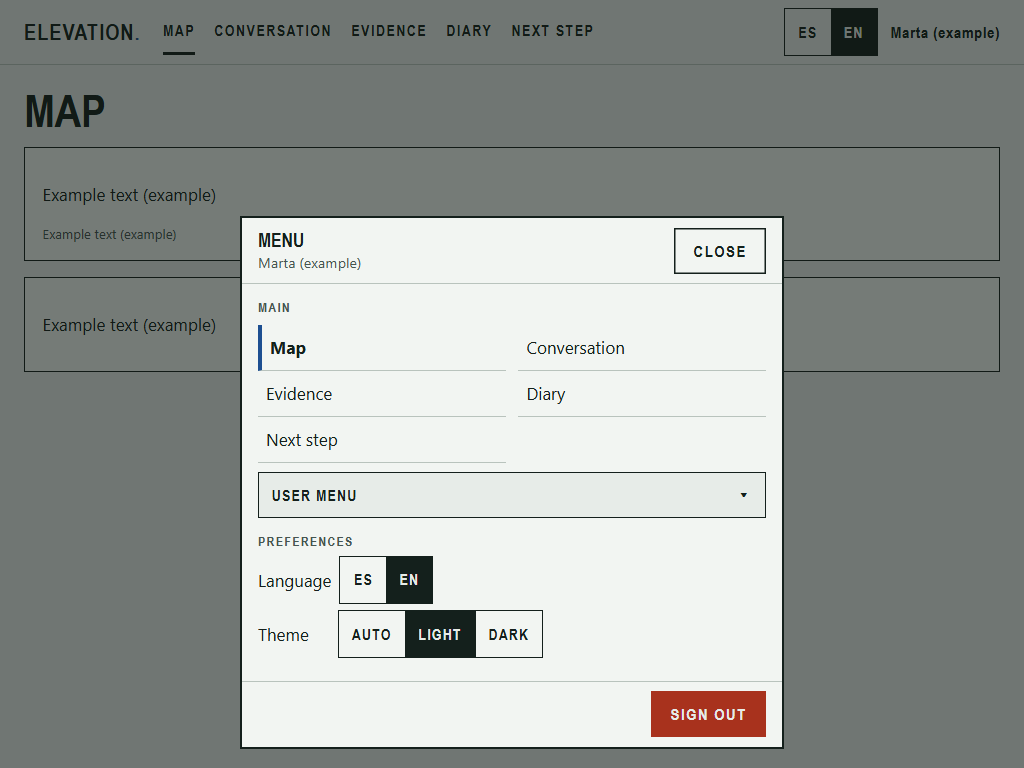 ELEVATION. MAP CONVERSATION EVIDENCE DIARY NEXT STEP ES EN Marta (example)
MAP
Example text (example)
Example text (example)
Example text (example)
MENU
Marta (example)
CLOSE
MAIN
Map Conversation
Evidence Diary
Next step
USER MENU
PREFERENCES
Language ES EN
Theme AUTO LIGHT DARK
SIGN OUT